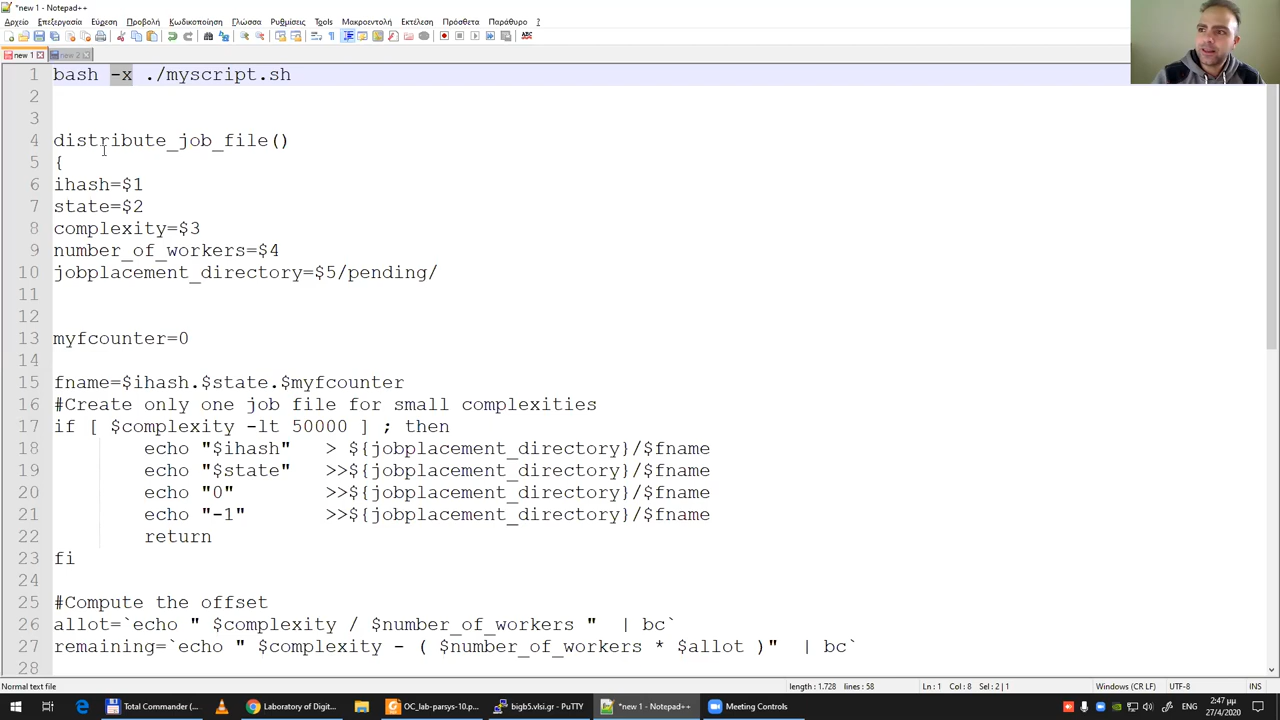 *new 1 - Notepad++
Αρχείο Επεξεργασία Εύρεση Προβολή Κωδικοποίηση Γλώσσα Ρυθμίσεις Tools Μακροεντολή Εκτέλεση Πρόσθετα Παράθυρο ?
new 1 new 2
1 bash -x ./myscript.sh
2
3
4 distribute_job_file()
5 {
6 ihash=$1
7 state=$2
8 complexity=$3
9 number_of_workers=$4
10 jobplacement_directory=$5/pending/
11
12
13 myfcounter=0
14
15 fname=$ihash.$state.$myfcounter
16 #Create only one job file for small complexities
17 if [ $complexity -lt 50000 ] ; then
18 echo "$ihash" > ${jobplacement_directory}/$fname
19 echo "$state" >>${jobplacement_directory}/$fname
20 echo "0" >>${jobplacement_directory}/$fname
21 echo "-1" >>${jobplacement_directory}/$fname
22 return
23 fi
24
25 #Compute the offset
26 allot=`echo " $complexity / $number_of_workers " | bc`
27 remaining=`echo " $complexity - ( $number_of_workers * $allot )" | bc`
28
Normal text file length : 1.728 lines : 58 Ln : 1 Col : 8 Sel : 2 | 1 Windows (CR LF) UTF-8 INS
Total Commander (... Laboratory of Digit... OC_lab-parsys-10.p... bigb5.vlsi.gr - PuTTY *new 1 - Notepad++ Meeting Controls 2:47 μμ
27/4/2020